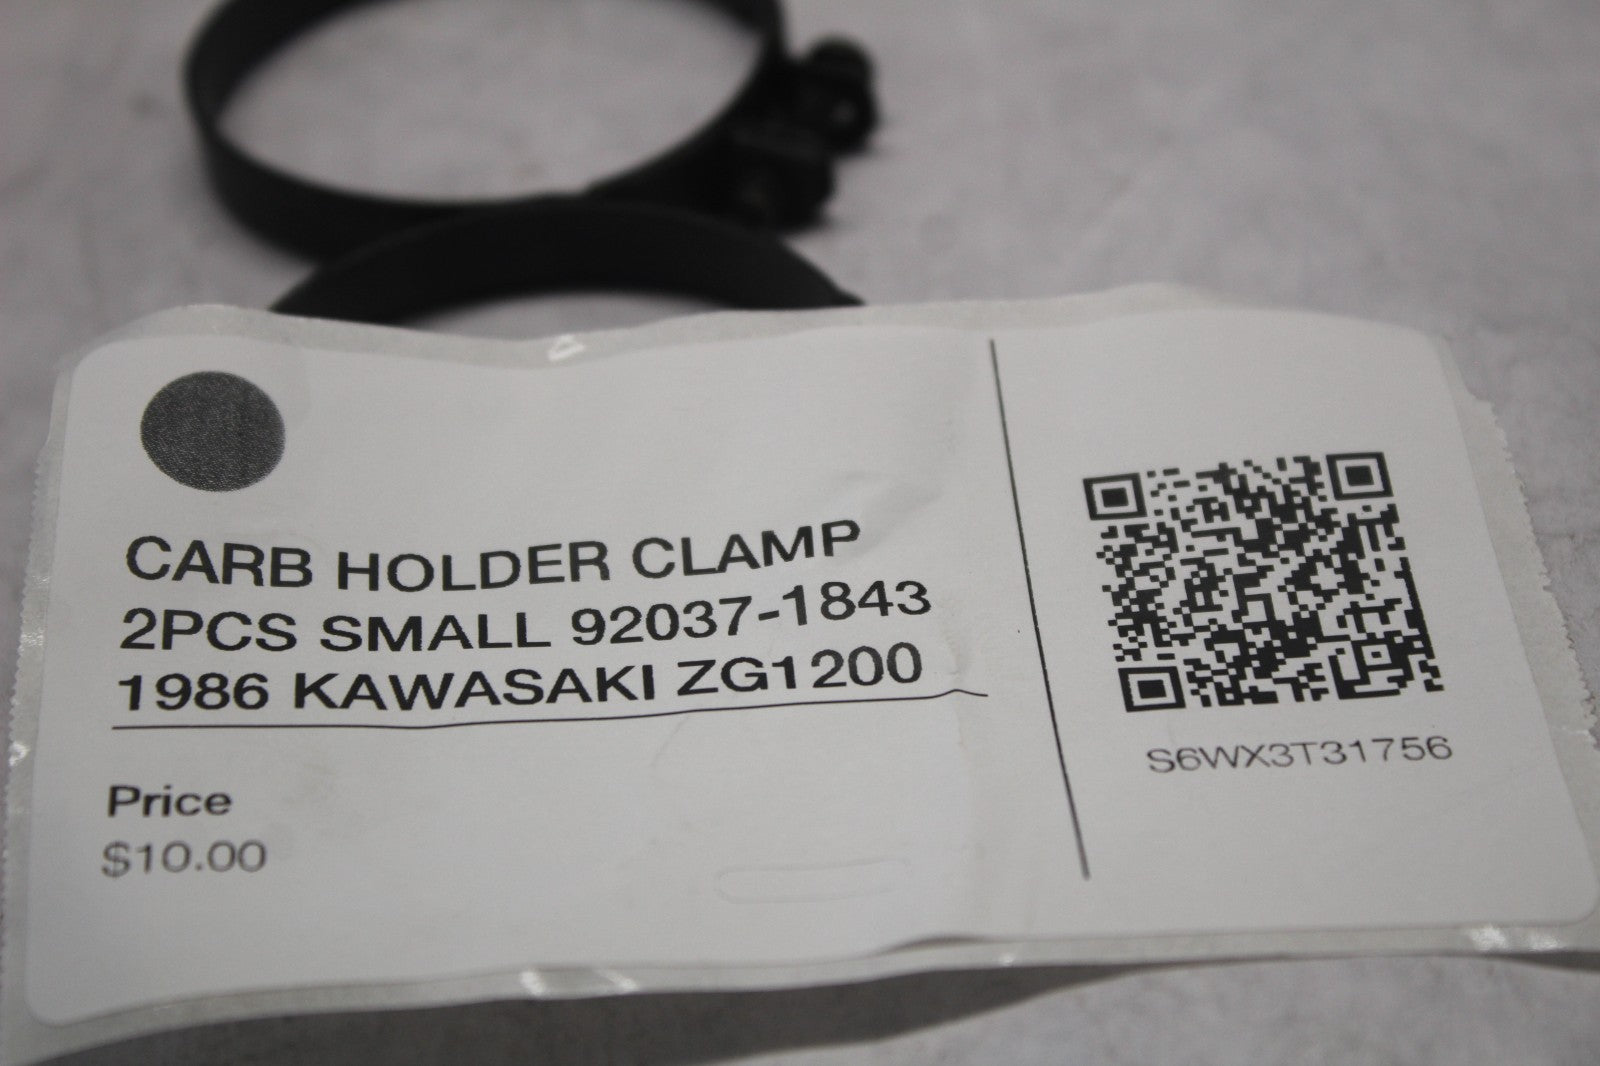 CARB HOLDER CLAMP
2PCS SMALL 92037-1843
1986 KAWASAKI ZG1200
Price
$10.00
S6WX3T31756